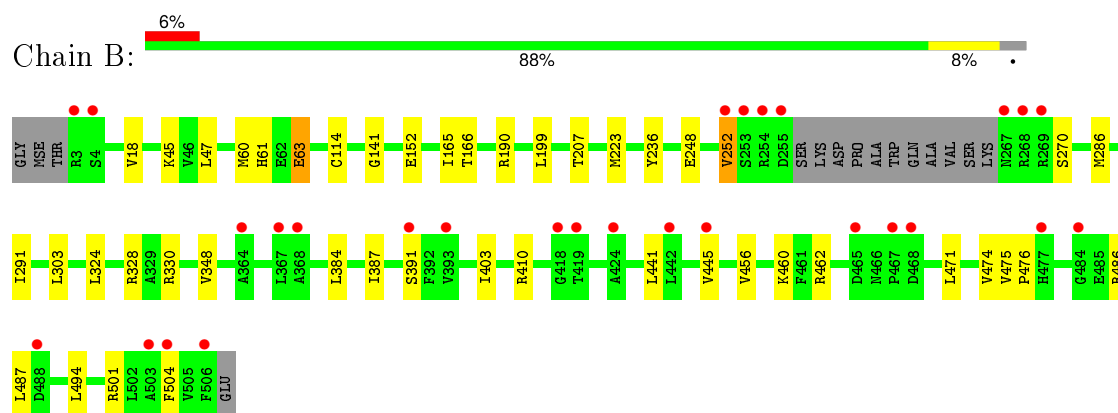 6%
Chain B:
88%
8%
GLY MSE THR R3 S4 V18 K45 V46 L47 M60 H61 E62 E63 C114 G141 E152 I165 T166 R190 L199 T207 M223 Y236 E248 V252 S253 R254 D255 SER LYS ASP PRO ALA TRP GLN ALA VAL SER LYS N267 R268 R269 S270 M286
I291 L303 L324 R328 A329 R330 V348 A364 L367 A368 L384 I387 S391 F392 V393 I403 R410 G418 T419 A424 L441 L442 V445 V456 K460 F461 R462 D465 N466 P467 D468 L471 V474 V475 P476 H477 G484 E485 R486
L487 D488 L494 R501 L502 A503 F504 V505 F506 GLU